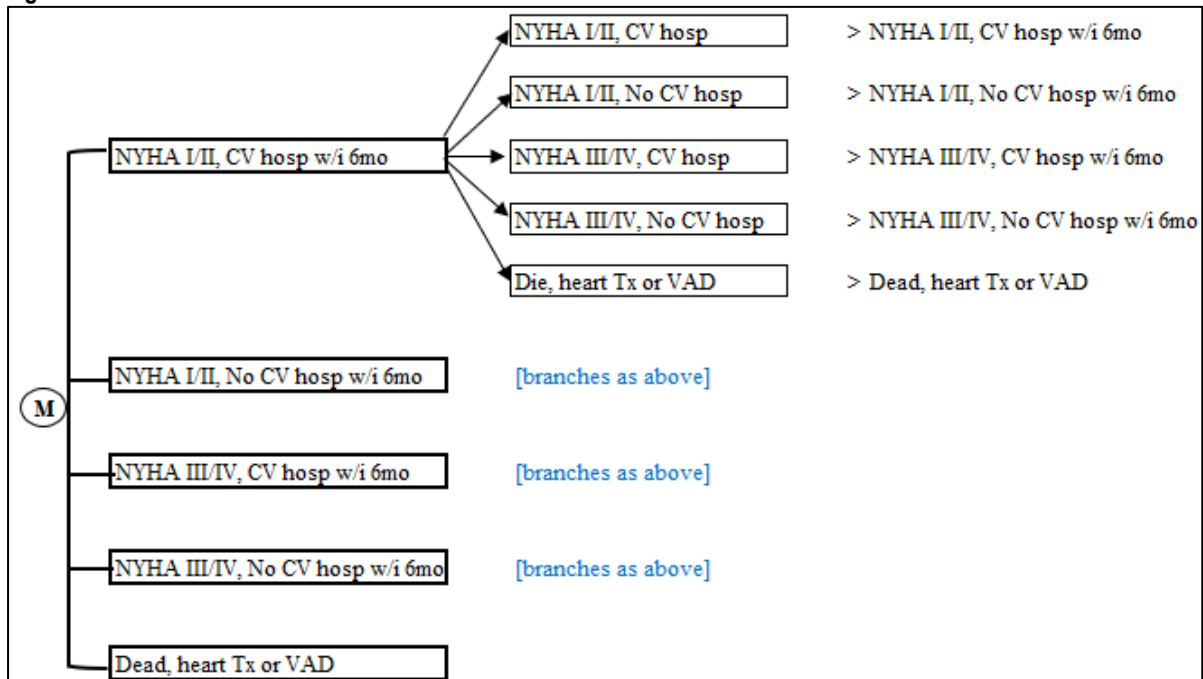 NYHA I/II, CV hosp > NYHA I/II, CV hosp w/i 6mo
NYHA I/II, No CV hosp > NYHA I/II, No CV hosp w/i 6mo
NYHA I/II, CV hosp w/i 6mo NYHA III/IV, CV hosp > NYHA III/IV, CV hosp w/i 6mo
NYHA III/IV, No CV hosp > NYHA III/IV, No CV hosp w/i 6mo
Die, heart Tx or VAD > Dead, heart Tx or VAD
NYHA I/II, No CV hosp w/i 6mo [branches as above]
M
NYHA III/IV, CV hosp w/i 6mo [branches as above]
NYHA III/IV, No CV hosp w/i 6mo [branches as above]
Dead, heart Tx or VAD